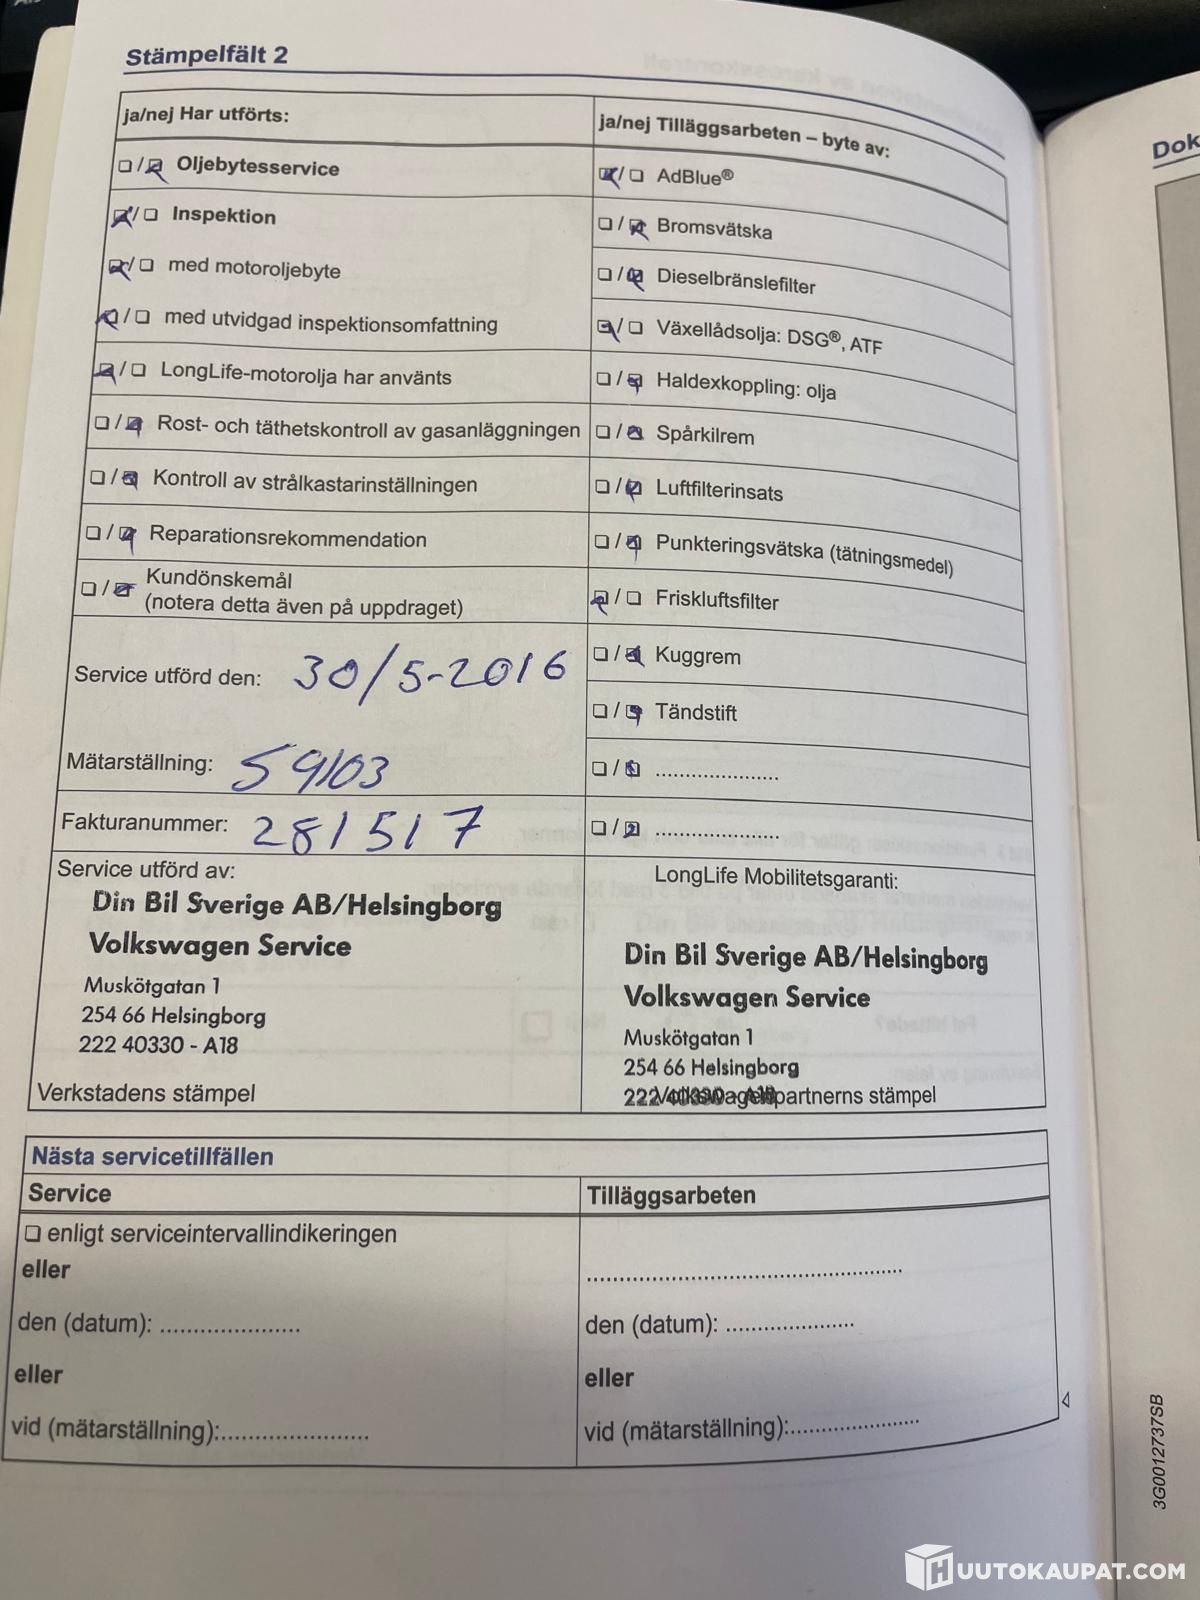 Stämpelfält 2
ja/nej Har utförts:
❏ / ❏ Oljebytesservice
❏ / ❏ Inspektion
❏ / ❏ med motoroljebyte
❏ / ❏ med utvidgad inspektionsomfattning
❏ / ❏ LongLife-motorolja har använts
❏ / ❏ Rost- och täthetskontroll av gasanläggningen
❏ / ❏ Kontroll av strålkastarinställningen
❏ / ❏ Reparationsrekommendation
❏ / ❏ Kundönskemål
(notera detta även på uppdraget)
Service utförd den: 30/5-2016
Mätarställning: 59103
Fakturanummer: 281517
ja/nej Tilläggsarbeten – byte av:
❏ / ❏ AdBlue®
❏ / ❏ Bromsvätska
❏ / ❏ Dieselbränslefilter
❏ / ❏ Växellådsolja: DSG®, ATF
❏ / ❏ Haldexkoppling: olja
❏ / ❏ Spårkilrem
❏ / ❏ Luftfilterinsats
❏ / ❏ Punkteringsvätska (tätningsmedel)
❏ / ❏ Friskluftsfilter
❏ / ❏ Kuggrem
❏ / ❏ Tändstift
❏ / ❏ .....................
❏ / ❏ .....................
Service utförd av:
Din Bil Sverige AB/Helsingborg
Volkswagen Service
Muskötgatan 1
254 66 Helsingborg
222 40330 - A18
Verkstadens stämpel
LongLife Mobilitetsgaranti:
Din Bil Sverige AB/Helsingborg
Volkswagen Service
Muskötgatan 1
254 66 Helsingborg
222 40330 - A18
Volkswagenpartnerns stämpel
Nästa servicetillfällen
Service
❏ enligt serviceintervallindikeringen
eller
den (datum): .....................
eller
vid (mätarställning):......................
Tilläggsarbeten
................................................
den (datum): ...................
eller
vid (mätarställning):...................
Dok
3G0012737SB
HUUTOKAUPAT.COM